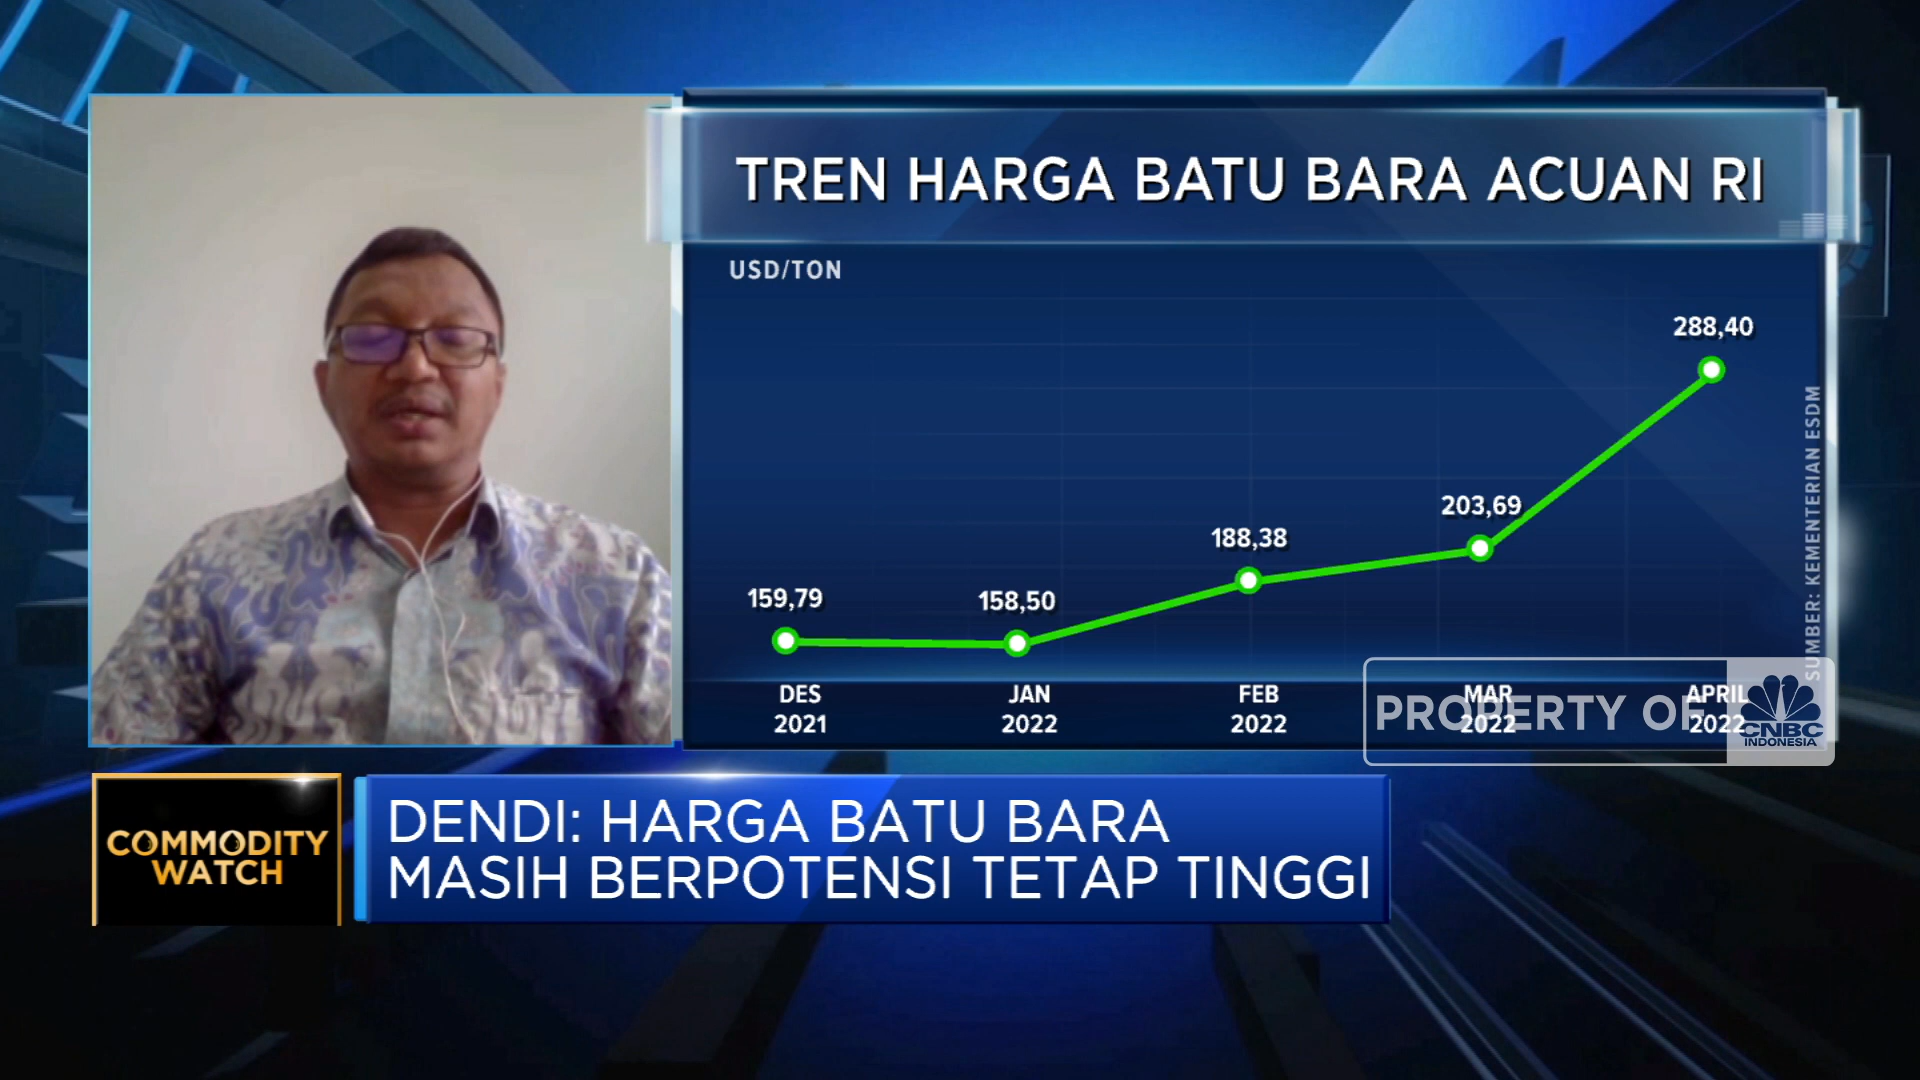 TREN HARGA BATU BARA ACUAN RI
USD/TON
159,79
158,50
188,38
203,69
288,40
DES
2021
JAN
2022
FEB
2022
MAR
2022
APRIL
2022
SUMBER: KEMENTERIAN ESDM
PROPERTY OF
CNBC
INDONESIA
COMMODITY
WATCH
DENDI: HARGA BATU BARA
MASIH BERPOTENSI TETAP TINGGI